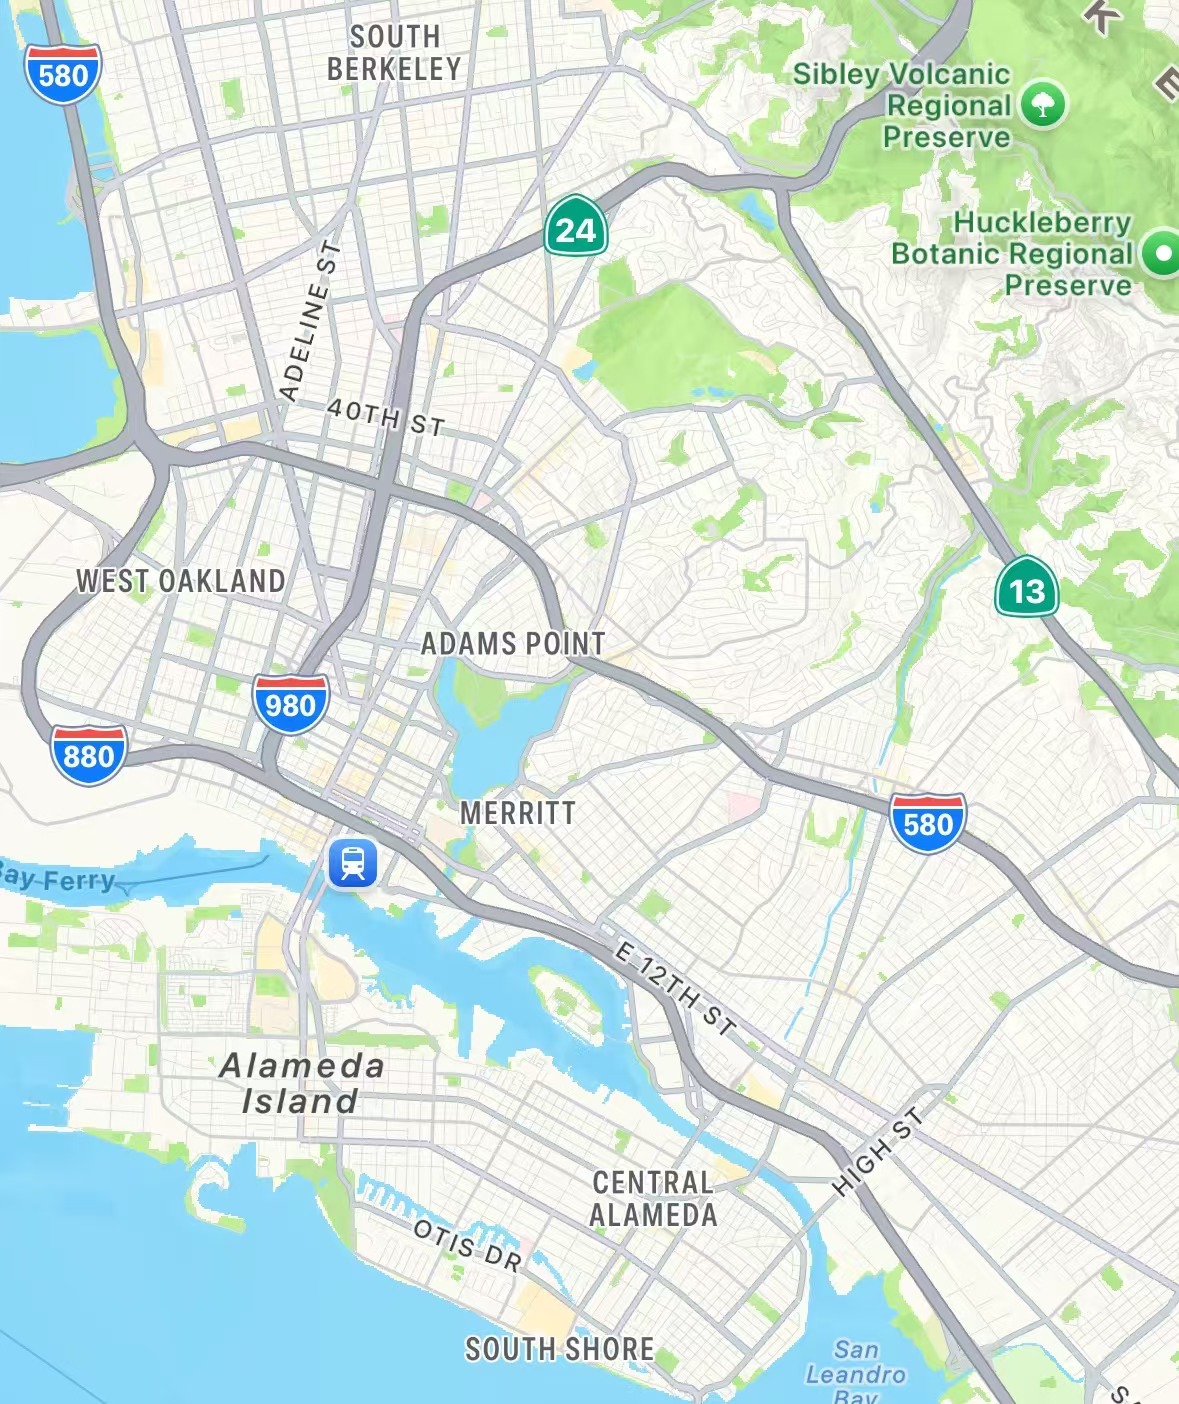 SOUTH
BERKELEY
580
Sibley Volcanic
Regional
Preserve
K
E
24
Huckleberry
Botanic Regional
Preserve
ADELINE ST
40TH ST
WEST OAKLAND
13
ADAMS POINT
980
880
MERRITT
580
Bay Ferry
E 12TH ST
Alameda
Island
HIGH ST
CENTRAL
ALAMEDA
OTIS DR
SOUTH SHORE
San
Leandro
Bay